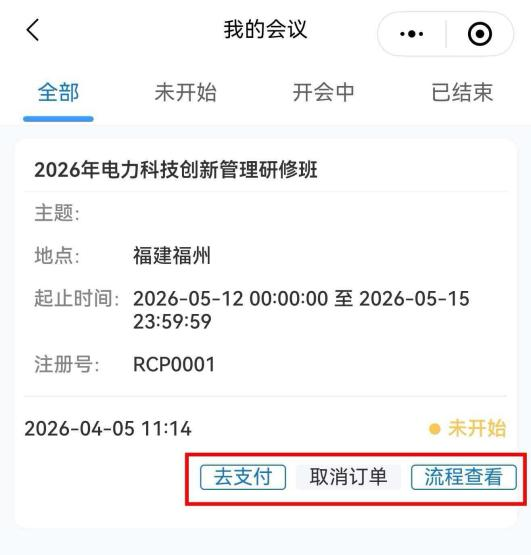 我的会议
全部 未开始 开会中 已结束
2026年电力科技创新管理研修班
主题:
地点: 福建福州
起止时间: 2026-05-12 00:00:00 至 2026-05-15
23:59:59
注册号: RCP0001
2026-04-05 11:14 未开始
去支付 取消订单 流程查看